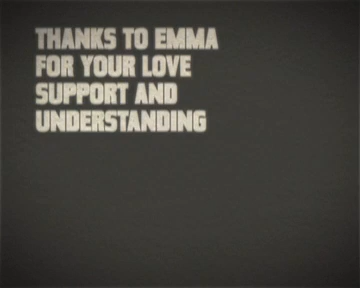 THANKS TO EMMA
FOR YOUR LOVE
SUPPORT AND
UNDERSTANDING